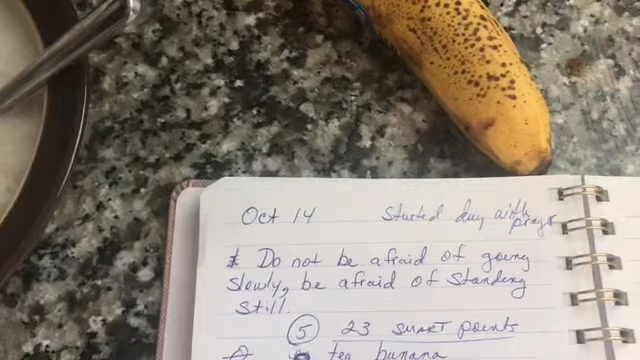 Oct 14 Started day with
prayer
* Do not be afraid of going
slowly, be afraid of standing
still.
5 23 smart points
tea banana